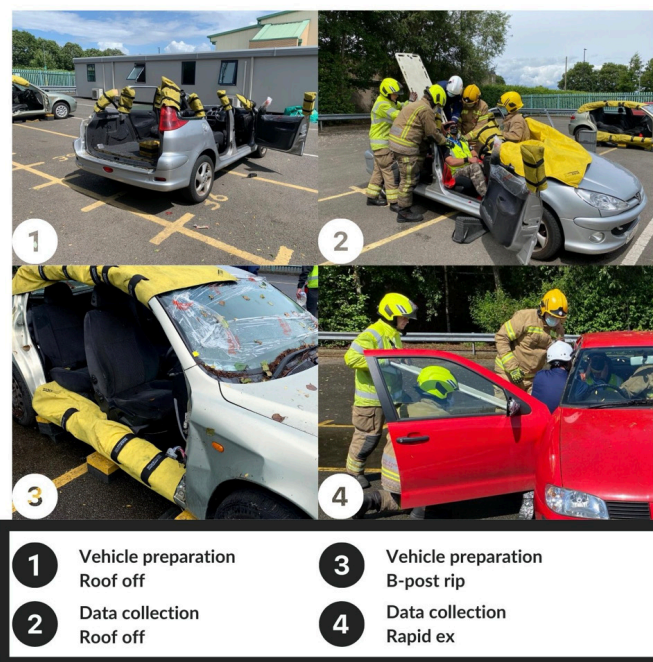 1
2
3
4
1
Vehicle preparation
Roof off
2
Data collection
Roof off
3
Vehicle preparation
B-post rip
4
Data collection
Rapid ex